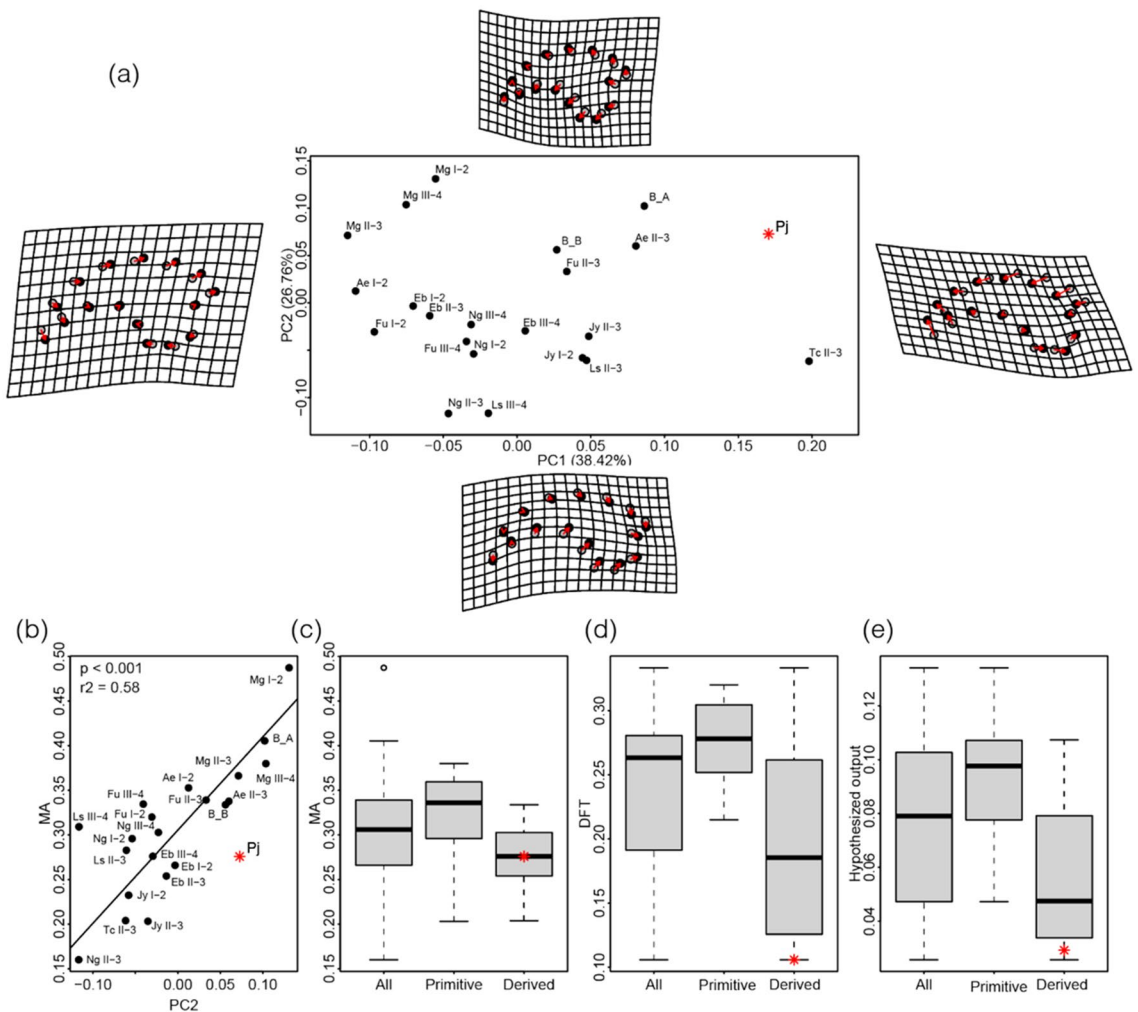 (a)
0.15
0.10
0.05
0.00
−0.10
PC2 (26.76%)
Mg I−2
Mg III−4
Mg II−3
B_A
Pj
B_B
Ae II−3
Fu II−3
Ae I−2
Eb I−2
Eb II−3
Ng III−4
Eb III−4
Jy II−3
Fu I−2
Fu III−4
Ng I−2
Jy I−2
Ls II−3
Tc II−3
Ng II−3
Ls III−4
−0.10
−0.05
0.00
0.05
0.10
0.15
0.20
PC1 (38.42%)
(b)
p < 0.001
r2 = 0.58
0.50
0.45
0.40
0.35
0.30
0.25
0.20
0.15
MA
Mg I−2
B_A
Mg II−3
Mg III−4
Ae I−2
Fu III−4
Fu II−3
Ae II−3
Ls III−4
Fu I−2
B_B
Ng III−4
Ng I−2
Pj
Ls II−3
Eb III−4
Eb I−2
Eb II−3
Jy I−2
Tc II−3
Jy II−3
Ng II−3
−0.10
−0.05
0.00
0.05
0.10
PC2
(c)
0.50
0.45
0.40
0.35
0.30
0.25
0.20
0.15
MA
All
Primitive
Derived
(d)
0.30
0.25
0.20
0.15
0.10
DFT
All
Primitive
Derived
(e)
0.12
0.10
0.08
0.06
0.04
Hypothesized output
All
Primitive
Derived